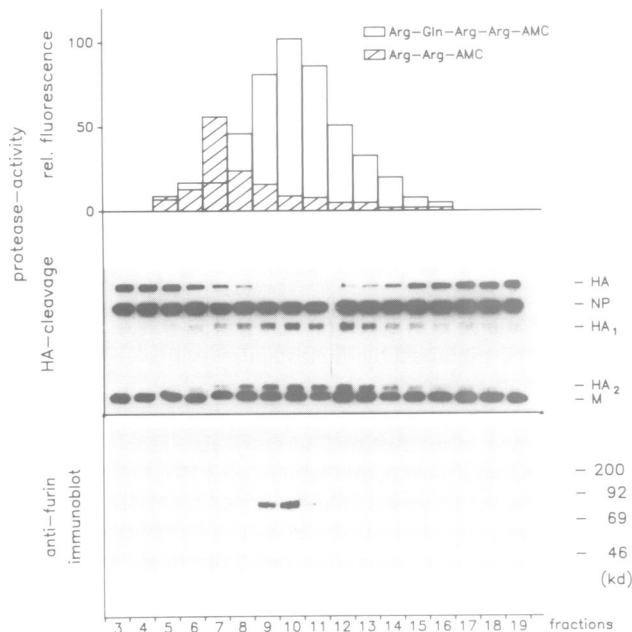 Arg-Gln-Arg-Arg-AMC
Arg-Arg-AMC
100
50
0
protease-activity
rel. fluorescence
HA-cleavage
HA
NP
HA1
HA2
M
anti-furin
immunoblot
200
92
69
46
(kd)
3 4 5 6 7 8 9 10 11 12 13 14 15 16 17 18 19 fractions